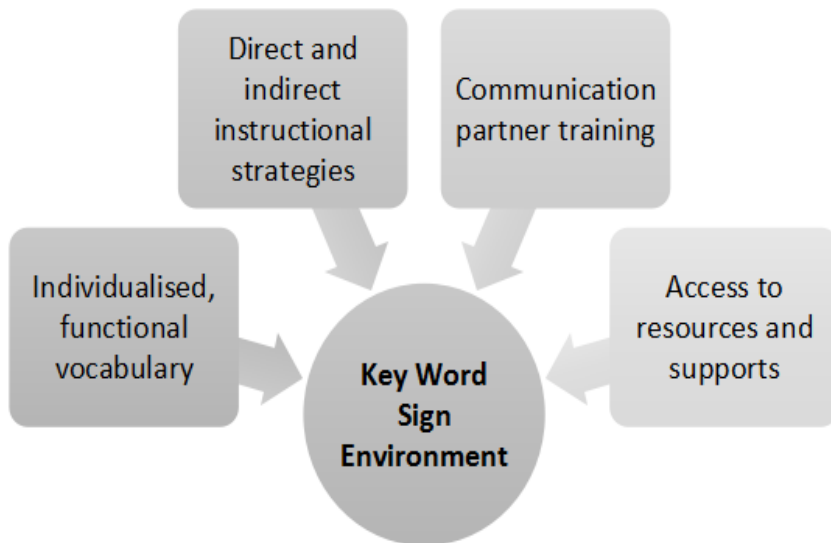 Direct and
indirect
instructional
strategies
Communication
partner training
Individualised,
functional
vocabulary
Access to
resources and
supports
Key Word
Sign
Environment